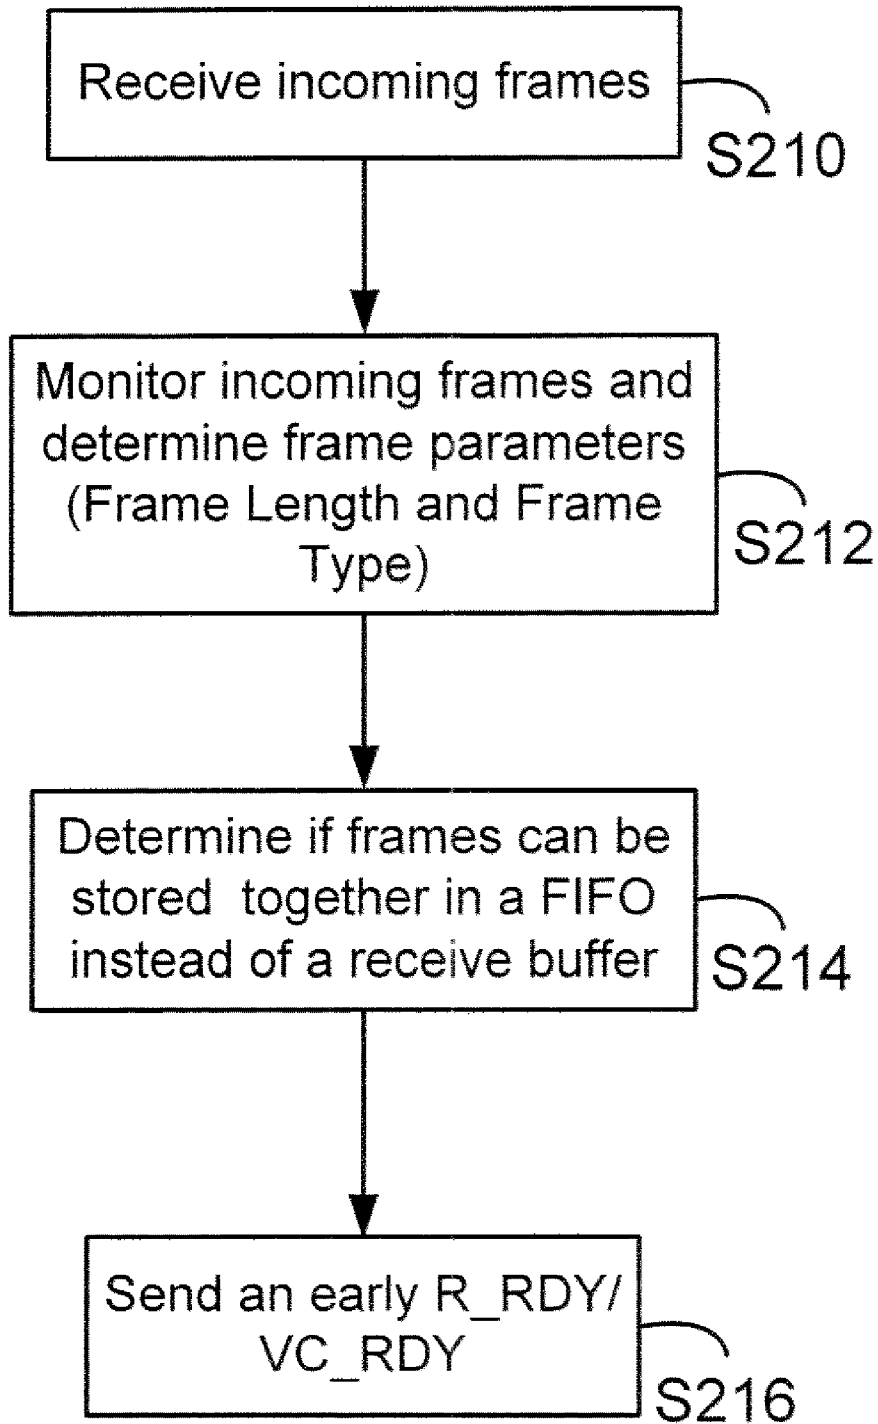 Receive incoming frames
S210
Monitor incoming frames and
determine frame parameters
(Frame Length and Frame
Type)
S212
Determine if frames can be
stored together in a FIFO
instead of a receive buffer
S214
Send an early R_RDY/
VC_RDY
S216